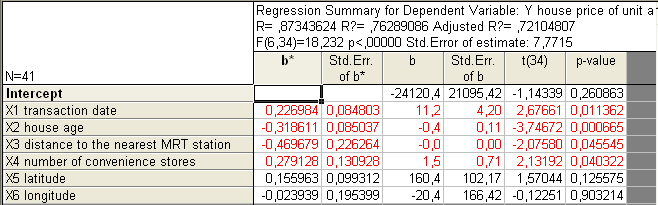 Regression Summary for Dependent Variable: Y house price of unit a
R= ,87343624 R?= ,76289086 Adjusted R?= ,72104807
F(6,34)=18,232 p<,00000 Std.Error of estimate: 7,7715
N=41 b* Std.Err. of b* b Std.Err. of b t(34) p-value
Intercept -24120,4 21095,42 -1,14339 0,260863
X1 transaction date 0,226984 0,084803 11,2 4,20 2,67661 0,011362
X2 house age -0,318611 0,085037 -0,4 0,11 -3,74672 0,000665
X3 distance to the nearest MRT station -0,469679 0,226264 -0,0 0,00 -2,07580 0,045545
X4 number of convenience stores 0,279128 0,130928 1,5 0,71 2,13192 0,040322
X5 latitude 0,155963 0,099312 160,4 102,17 1,57044 0,125575
X6 longitude -0,023939 0,195399 -20,4 166,42 -0,12251 0,903214